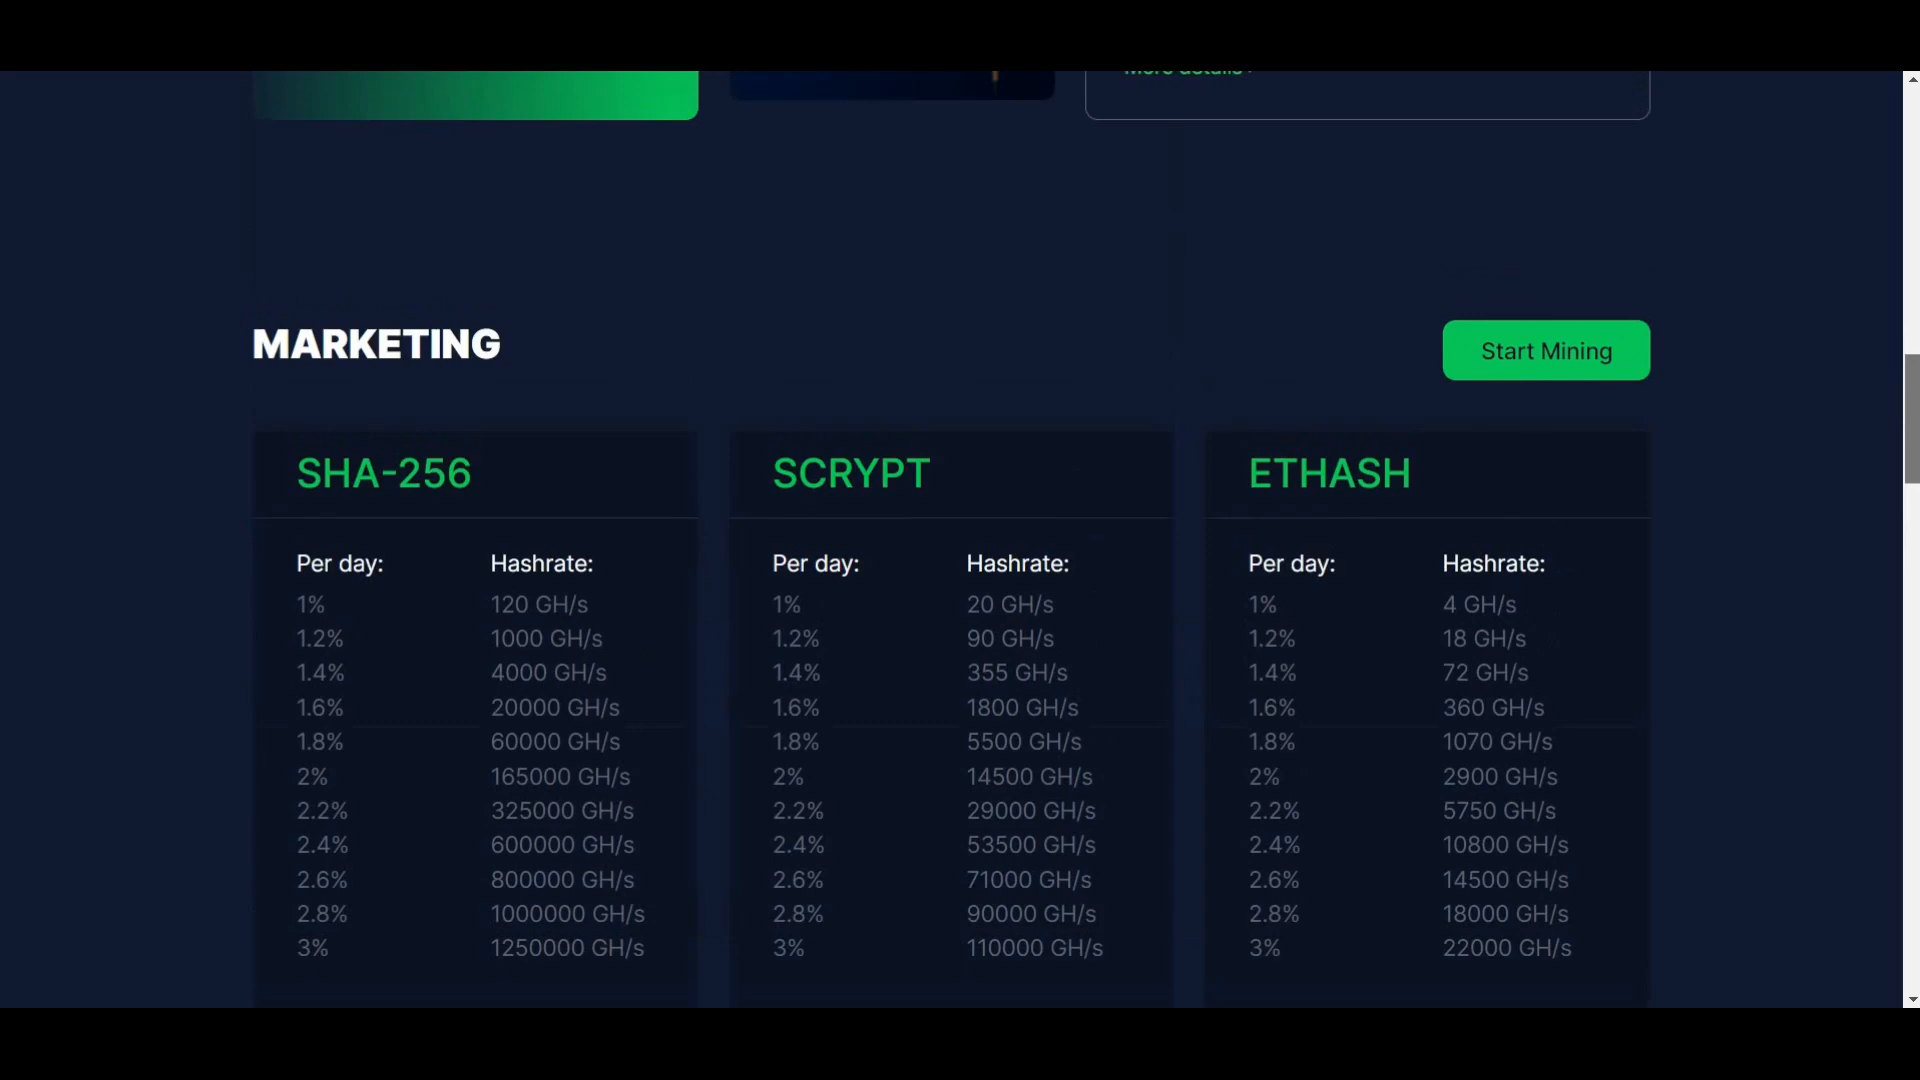 More details >
MARKETING
Start Mining
SHA-256
SCRYPT
ETHASH
Per day: Hashrate: Per day: Hashrate: Per day: Hashrate:
1% 120 GH/s 1% 20 GH/s 1% 4 GH/s
1.2% 1000 GH/s 1.2% 90 GH/s 1.2% 18 GH/s
1.4% 4000 GH/s 1.4% 355 GH/s 1.4% 72 GH/s
1.6% 20000 GH/s 1.6% 1800 GH/s 1.6% 360 GH/s
1.8% 60000 GH/s 1.8% 5500 GH/s 1.8% 1070 GH/s
2% 165000 GH/s 2% 14500 GH/s 2% 2900 GH/s
2.2% 325000 GH/s 2.2% 29000 GH/s 2.2% 5750 GH/s
2.4% 600000 GH/s 2.4% 53500 GH/s 2.4% 10800 GH/s
2.6% 800000 GH/s 2.6% 71000 GH/s 2.6% 14500 GH/s
2.8% 1000000 GH/s 2.8% 90000 GH/s 2.8% 18000 GH/s
3% 1250000 GH/s 3% 110000 GH/s 3% 22000 GH/s